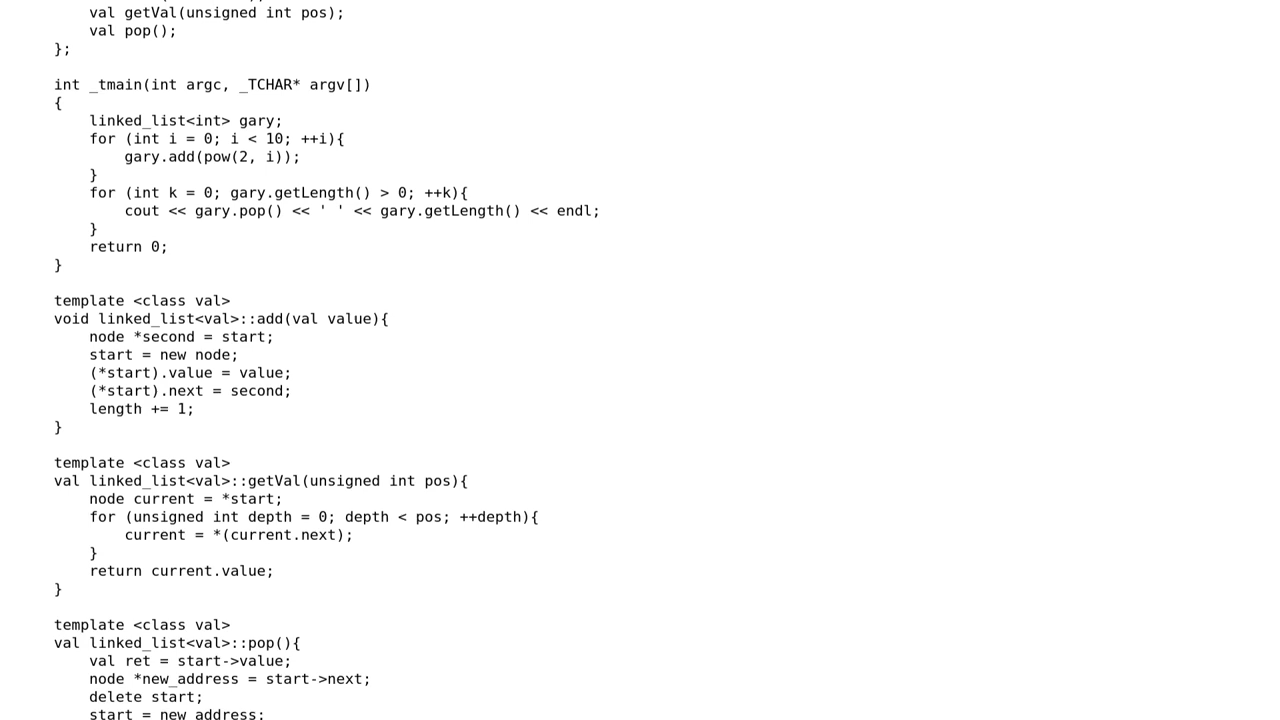 val getVal(unsigned int pos);
    val pop();
};

int _tmain(int argc, _TCHAR* argv[])
{
    linked_list<int> gary;
    for (int i = 0; i < 10; ++i){
        gary.add(pow(2, i));
    }
    for (int k = 0; gary.getLength() > 0; ++k){
        cout << gary.pop() << ' ' << gary.getLength() << endl;
    }
    return 0;
}

template <class val>
void linked_list<val>::add(val value){
    node *second = start;
    start = new node;
    (*start).value = value;
    (*start).next = second;
    length += 1;
}

template <class val>
val linked_list<val>::getVal(unsigned int pos){
    node current = *start;
    for (unsigned int depth = 0; depth < pos; ++depth){
        current = *(current.next);
    }
    return current.value;
}

template <class val>
val linked_list<val>::pop(){
    val ret = start->value;
    node *new_address = start->next;
    delete start;
    start = new_address;